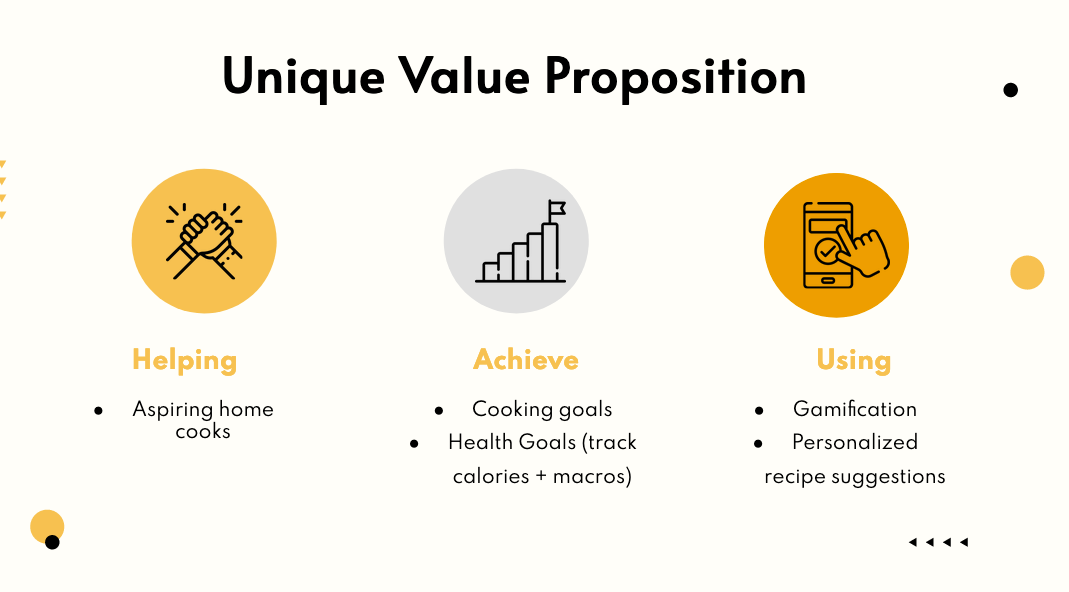 Unique Value Proposition
Helping
• Aspiring home
cooks
Achieve
• Cooking goals
• Health Goals (track
calories + macros)
Using
• Gamification
• Personalized
recipe suggestions